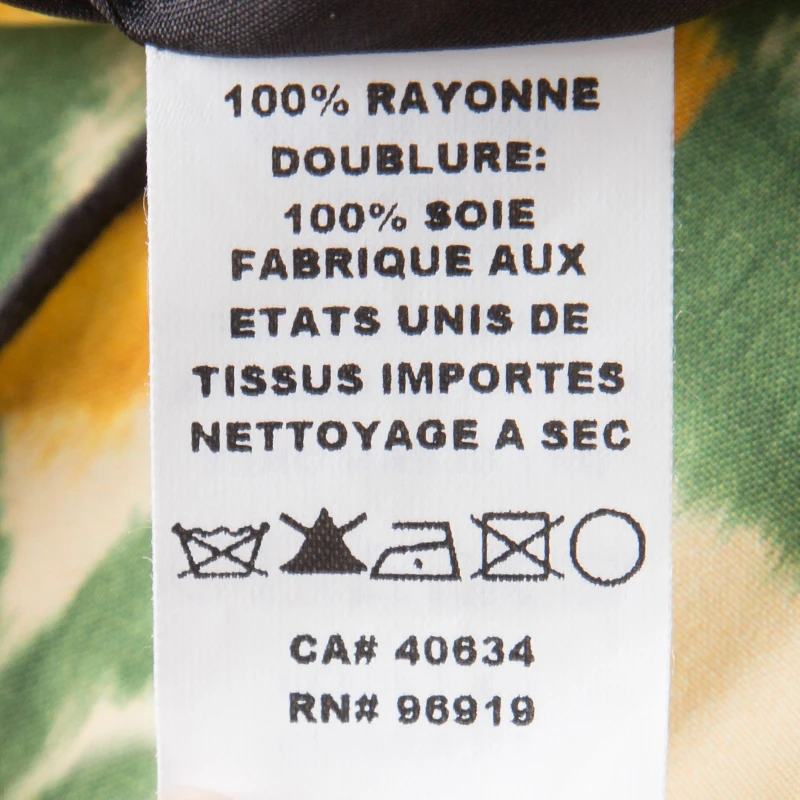 100% RAYONNE
DOUBLURE:
100% SOIE
FABRIQUE AUX
ETATS UNIS DE
TISSUS IMPORTES
NETTOYAGE A SEC
CA# 40634
RN# 96919